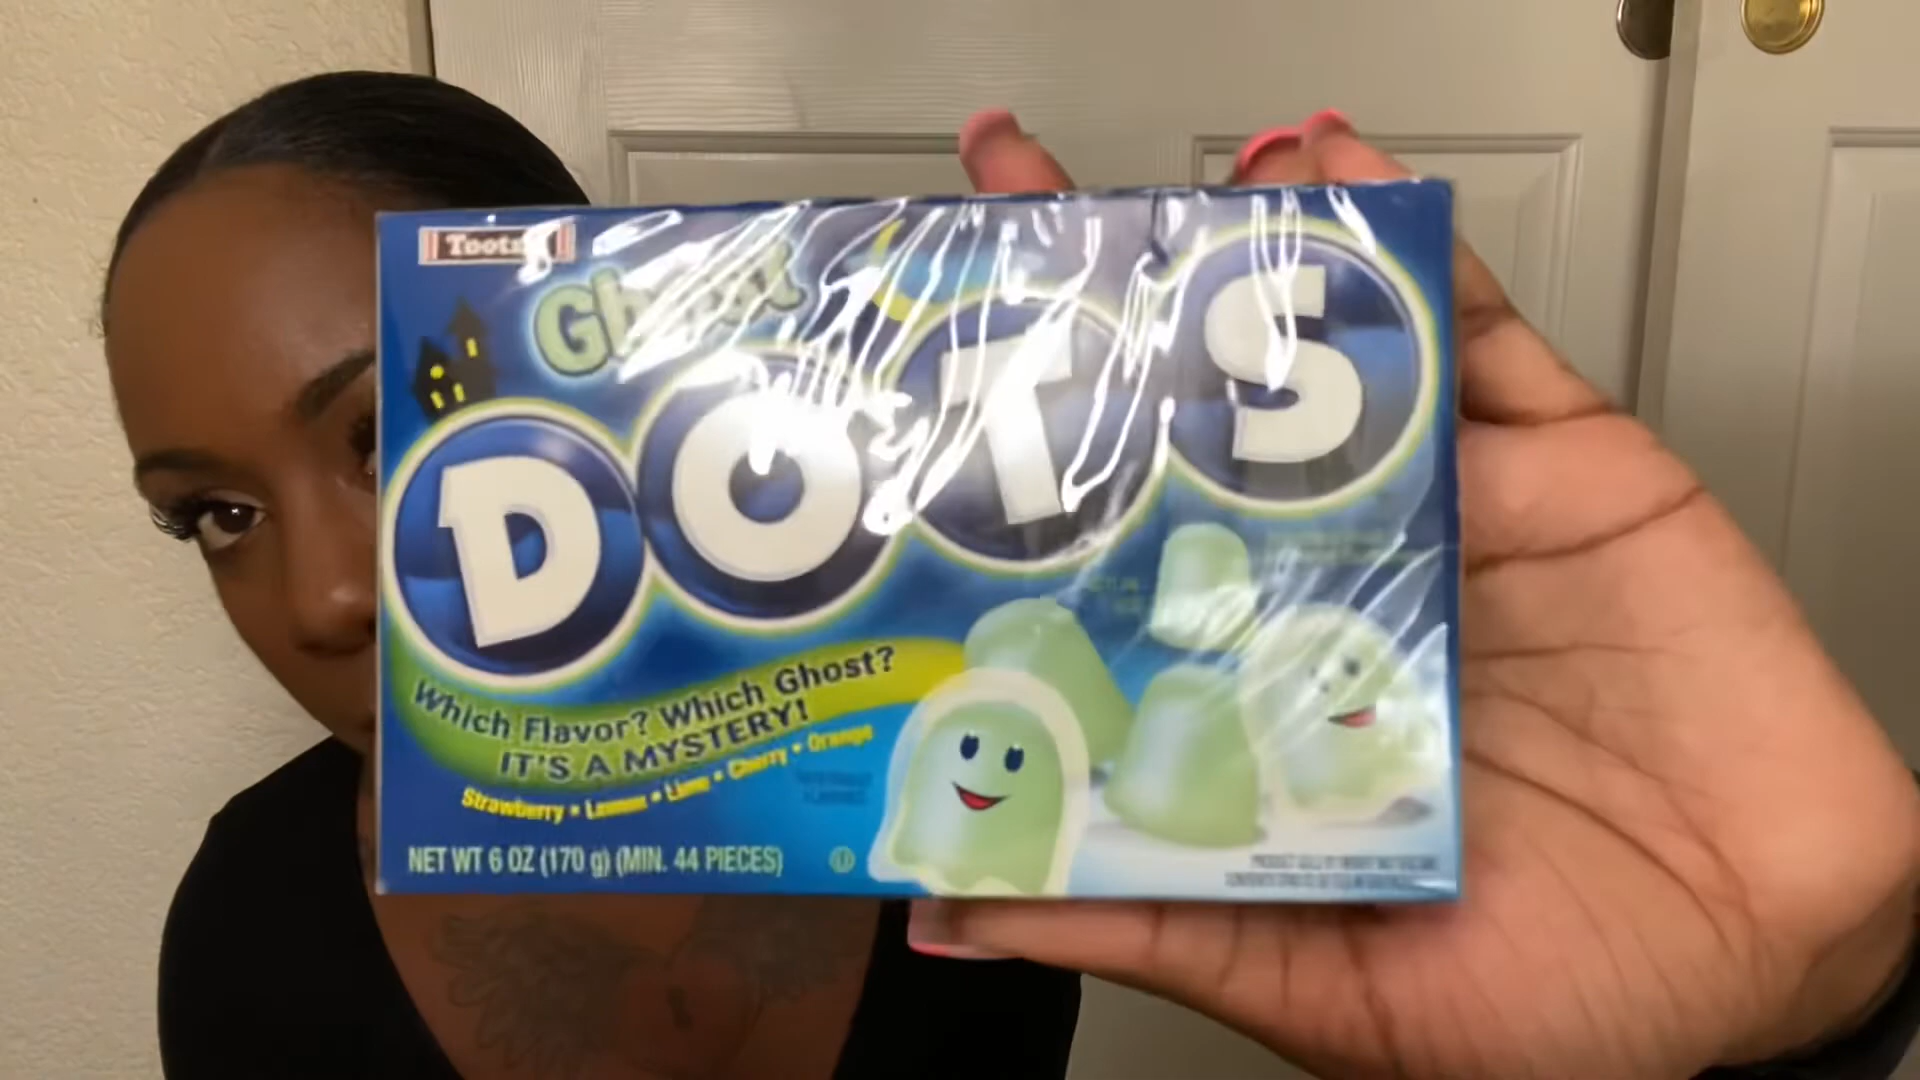 Ghost
DOTS
Which Flavor? Which Ghost?
IT'S A MYSTERY!
Strawberry • Lemon • Lime • Cherry • Orange
NET WT 6 OZ (170 g) (MIN. 44 PIECES)
U